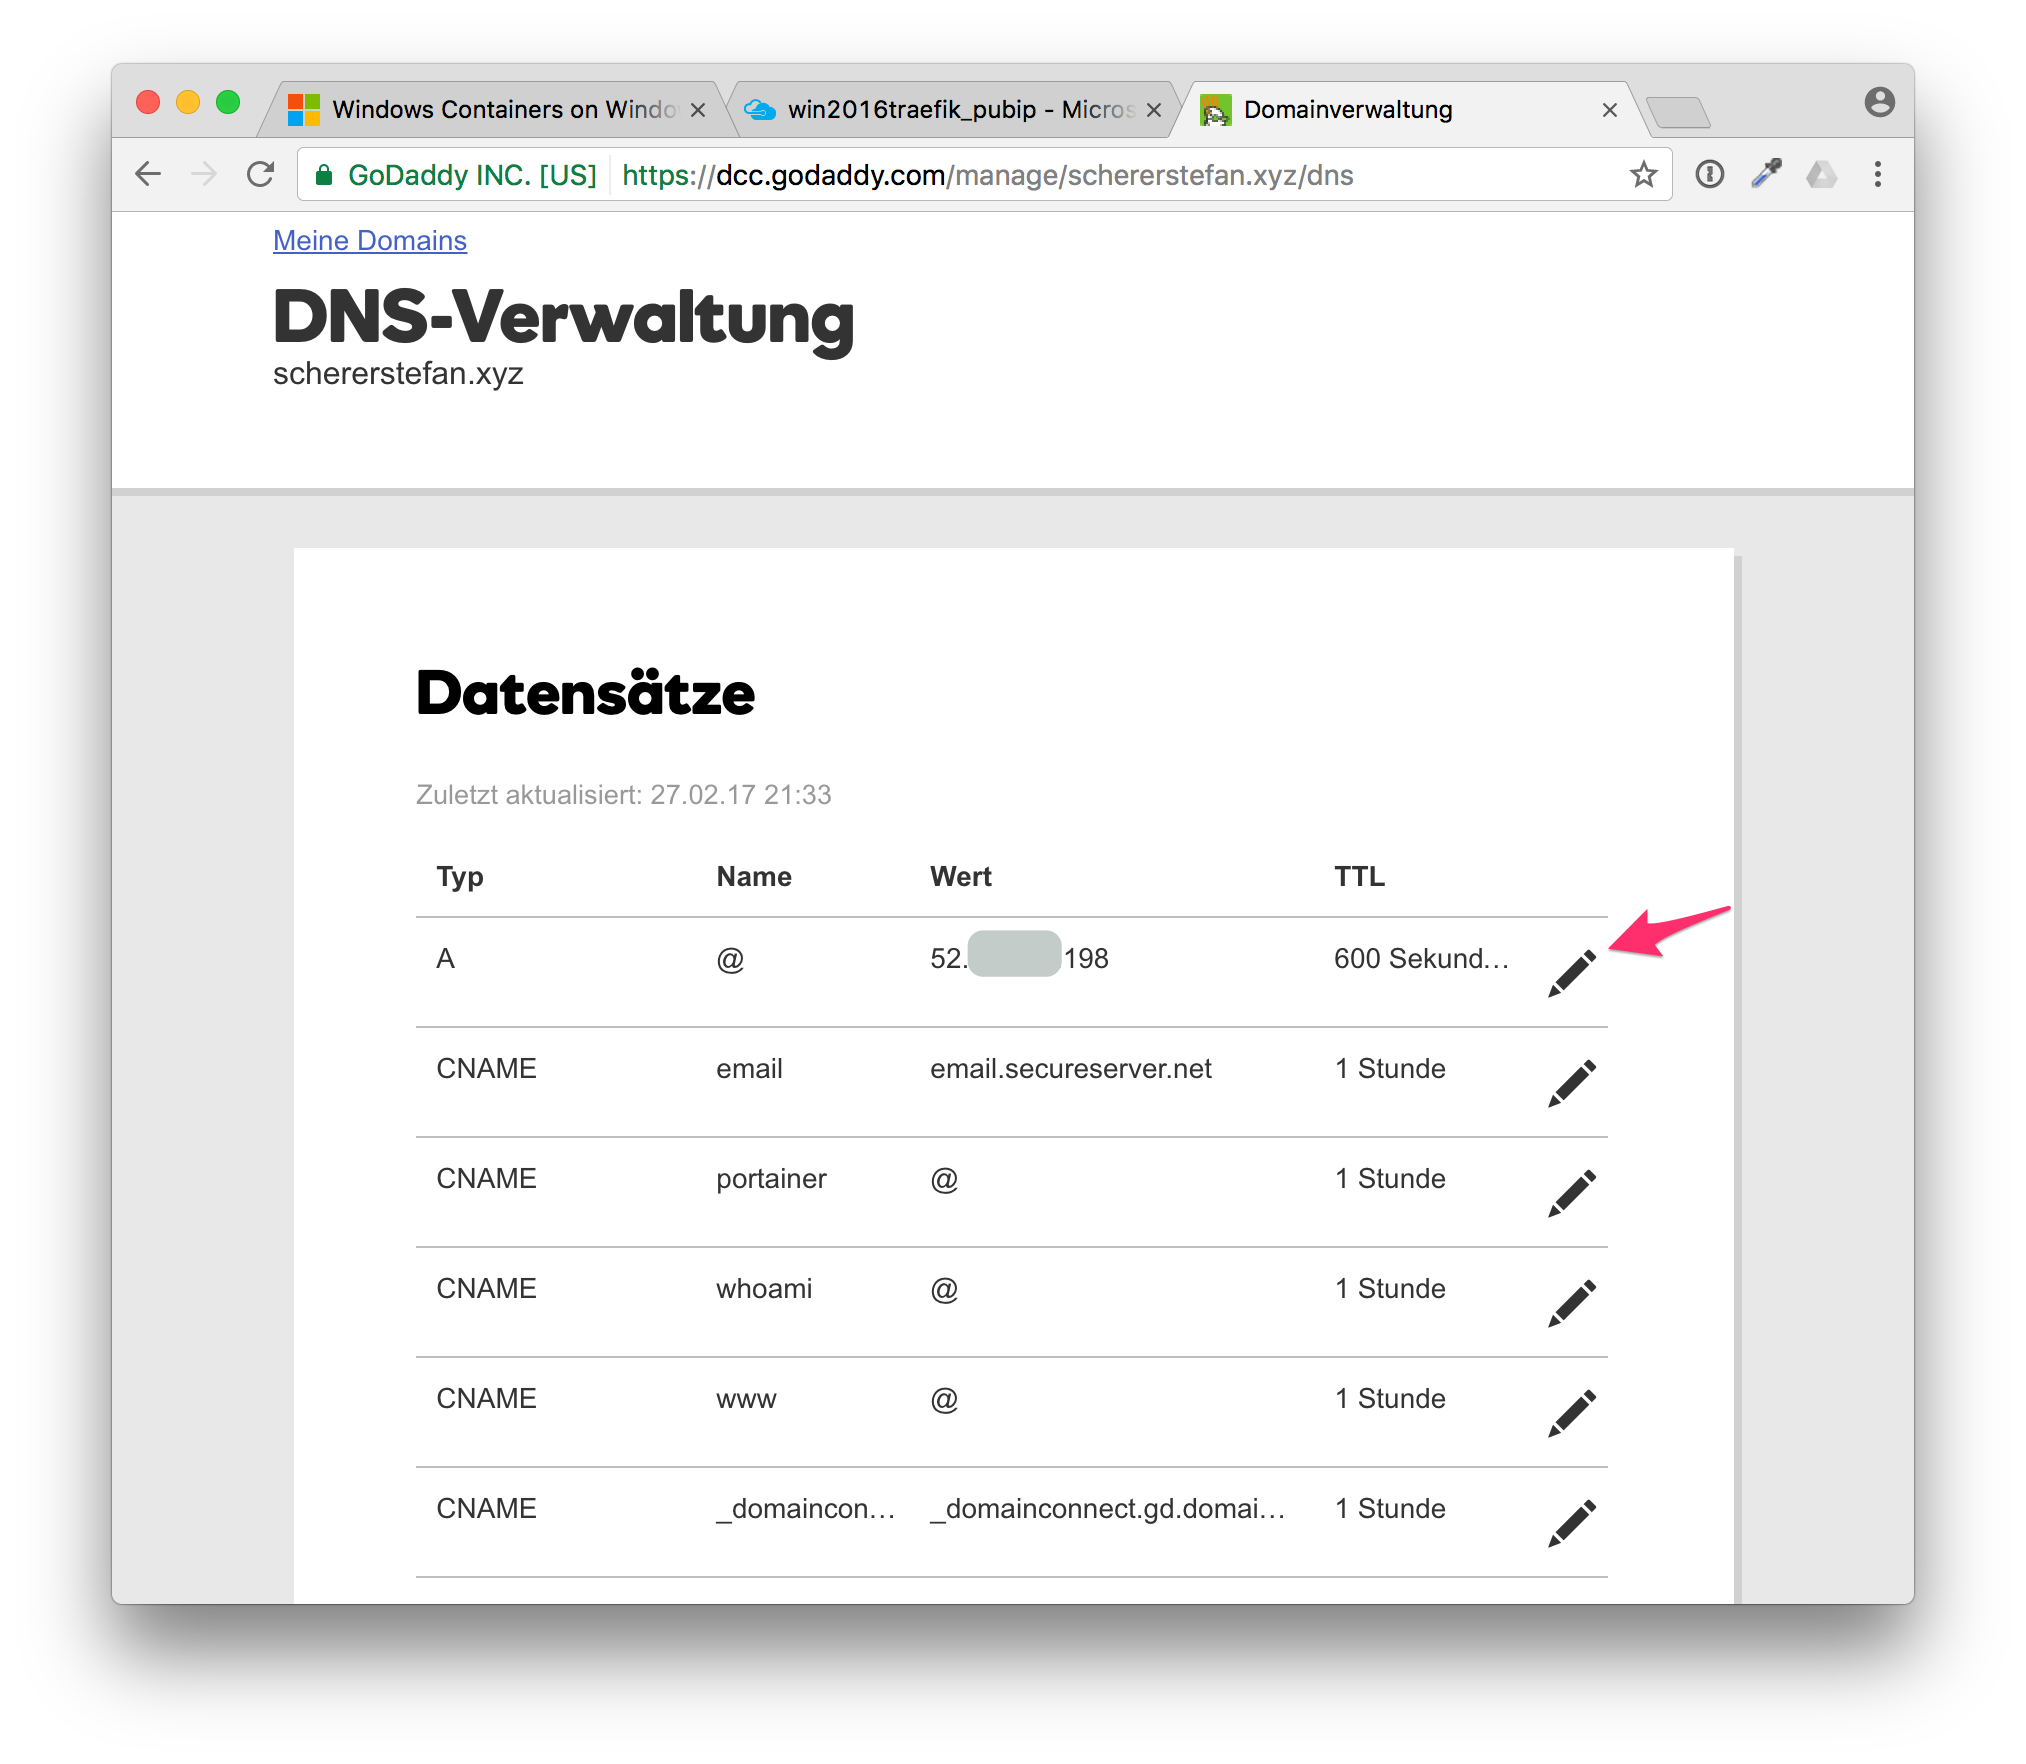 Windows Containers on Windo
win2016traefik_pubip - Micros
Domainverwaltung
GoDaddy INC. [US] https://dcc.godaddy.com/manage/schererstefan.xyz/dns
Meine Domains
DNS-Verwaltung
schererstefan.xyz
Datensätze
Zuletzt aktualisiert: 27.02.17 21:33
Typ Name Wert TTL
A @ 52. 198 600 Sekund...
CNAME email email.secureserver.net 1 Stunde
CNAME portainer @ 1 Stunde
CNAME whoami @ 1 Stunde
CNAME www @ 1 Stunde
CNAME _domaincon... _domainconnect.gd.domai... 1 Stunde